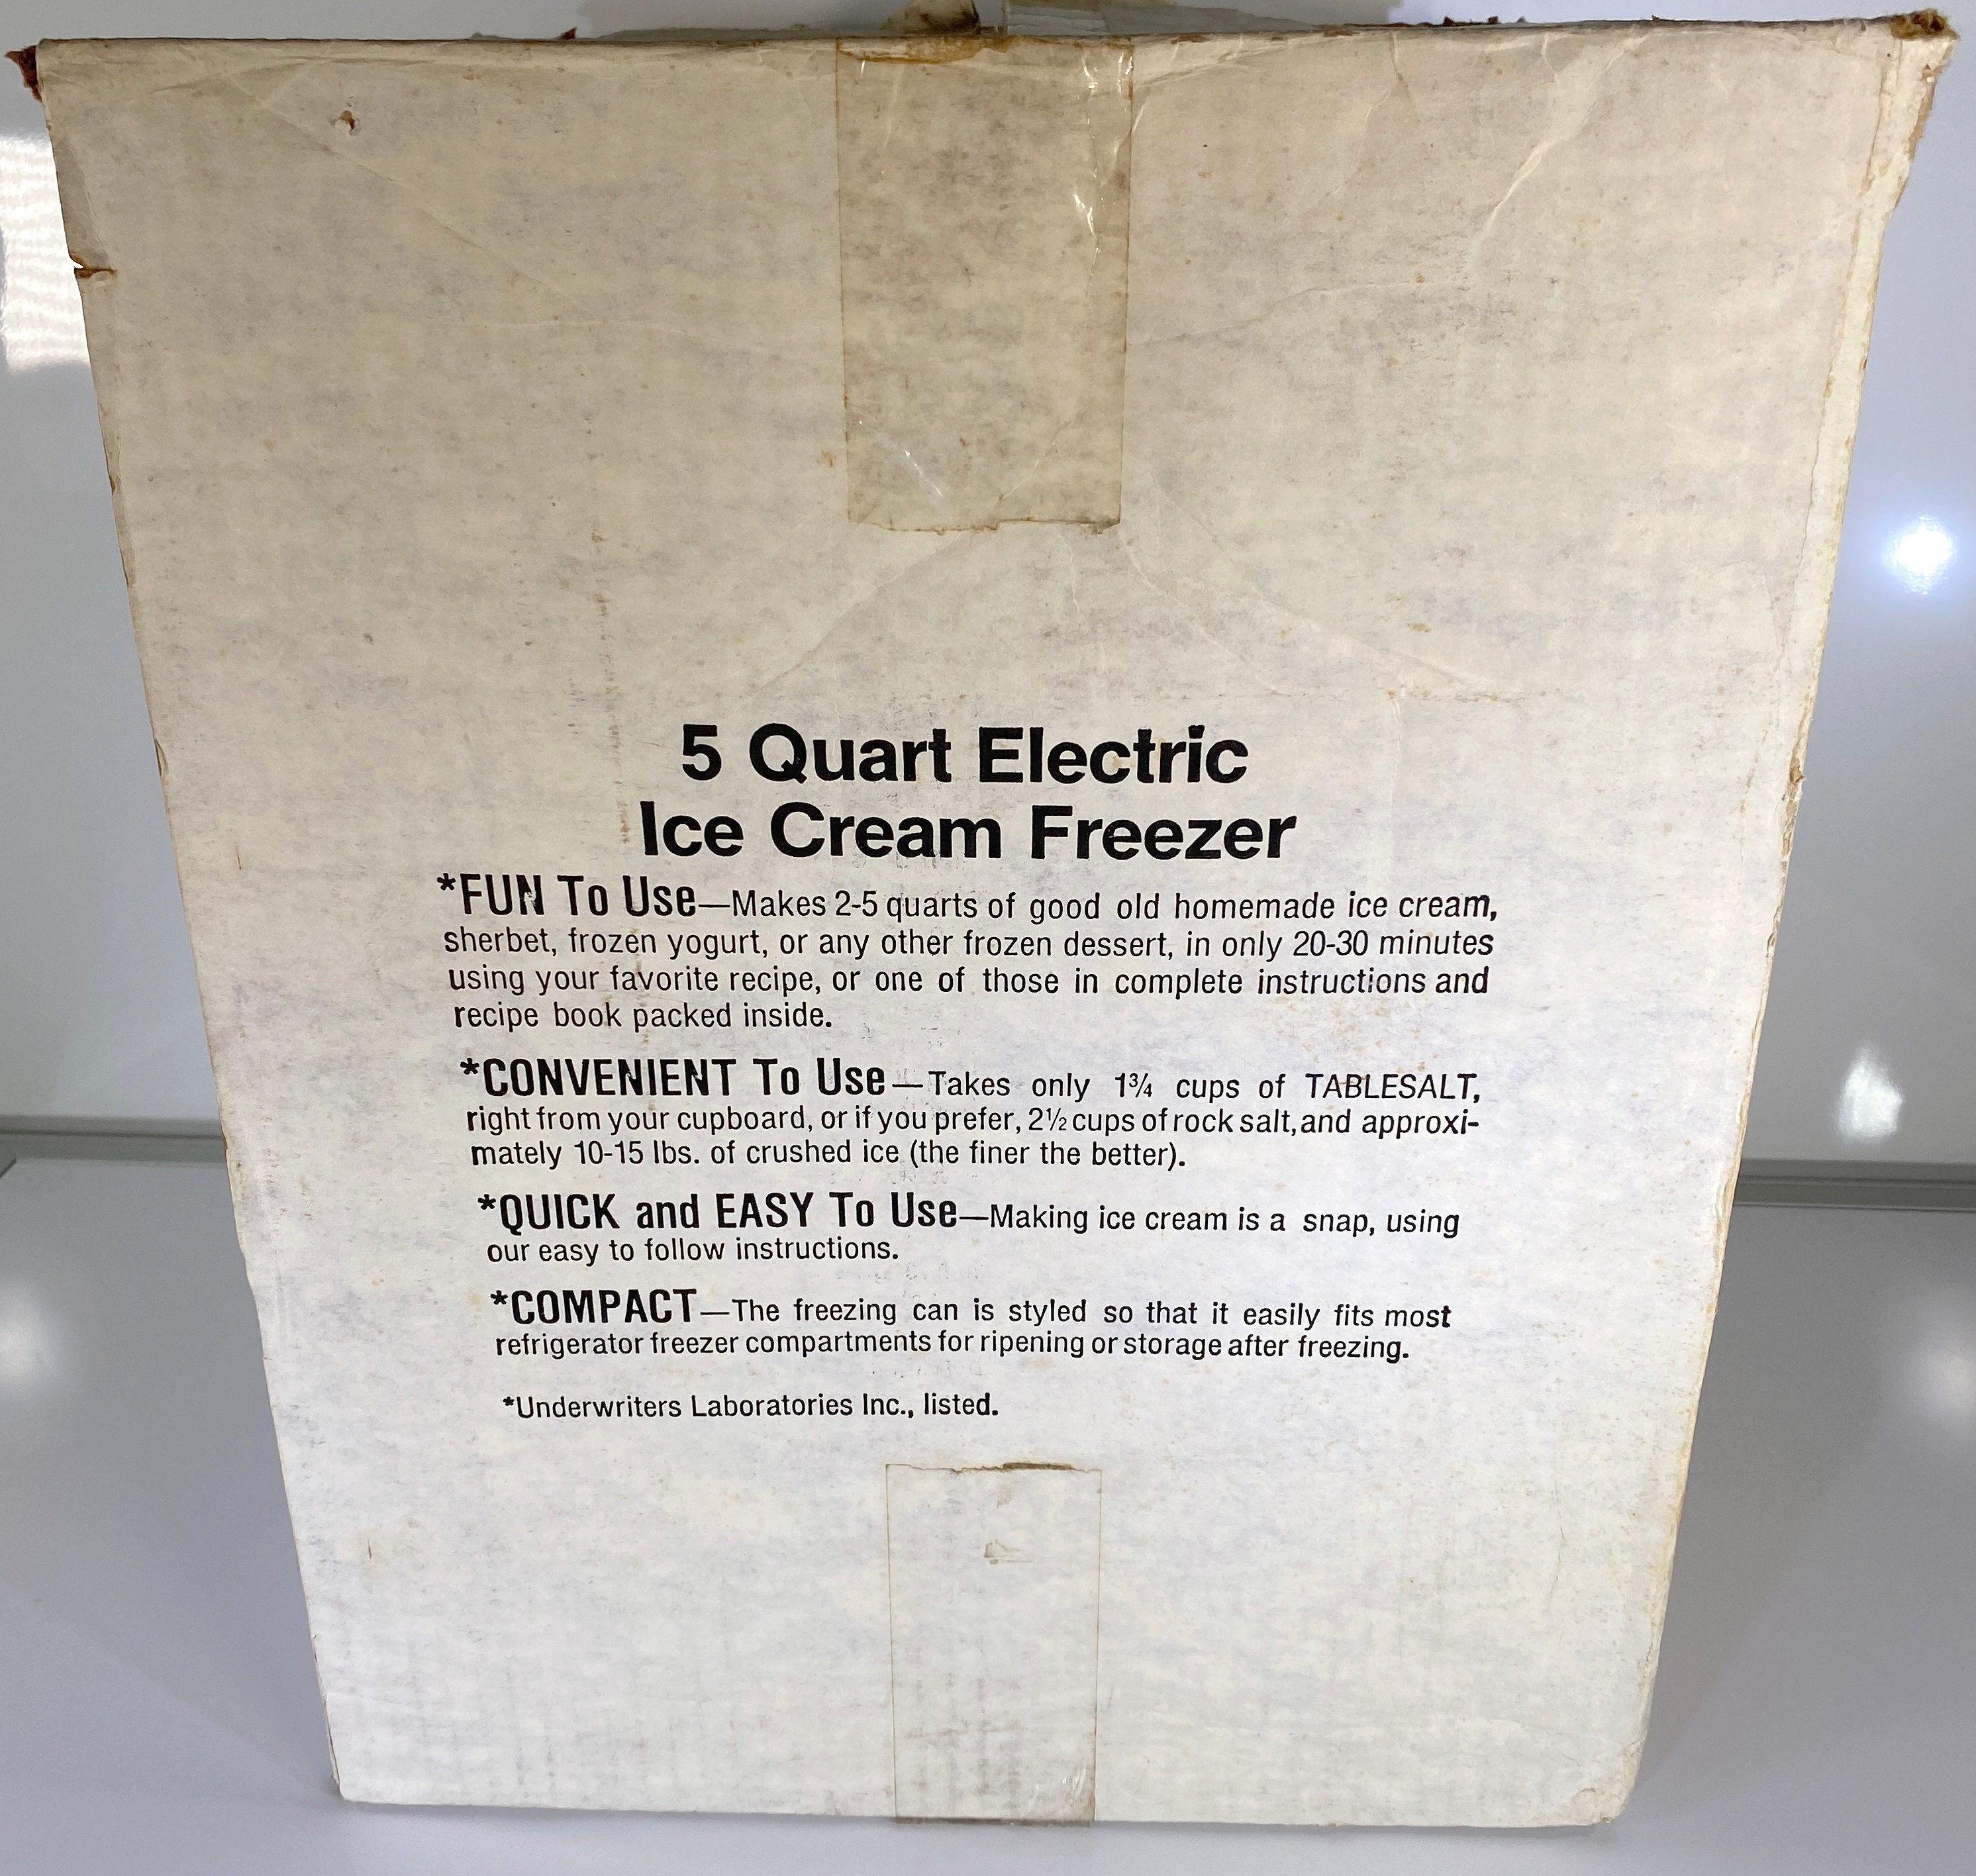 5 Quart Electric
Ice Cream Freezer
*FUN To Use—Makes 2-5 quarts of good old homemade ice cream,
sherbet, frozen yogurt, or any other frozen dessert, in only 20-30 minutes
using your favorite recipe, or one of those in complete instructions and
recipe book packed inside.
*CONVENIENT To Use—Takes only 1¾ cups of TABLESALT,
right from your cupboard, or if you prefer, 2½ cups of rock salt, and approxi-
mately 10-15 lbs. of crushed ice (the finer the better).
*QUICK and EASY To Use—Making ice cream is a snap, using
our easy to follow instructions.
*COMPACT—The freezing can is styled so that it easily fits most
refrigerator freezer compartments for ripening or storage after freezing.
*Underwriters Laboratories Inc., listed.